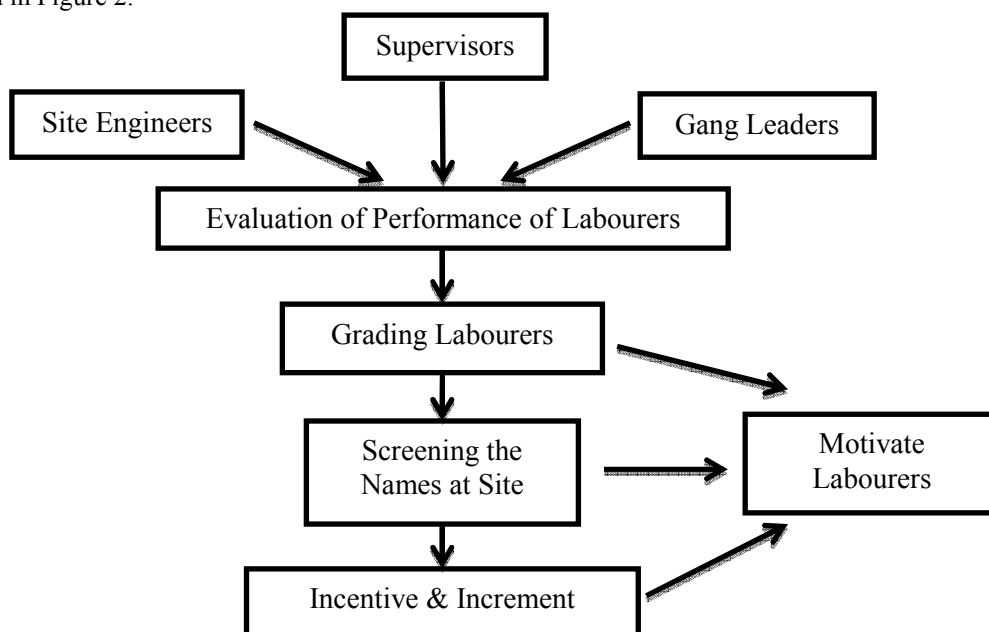 in Figure 2.
Supervisors
Site Engineers
Gang Leaders
Evaluation of Performance of Labourers
Grading Labourers
Screening the
Names at Site
Motivate
Labourers
Incentive & Increment